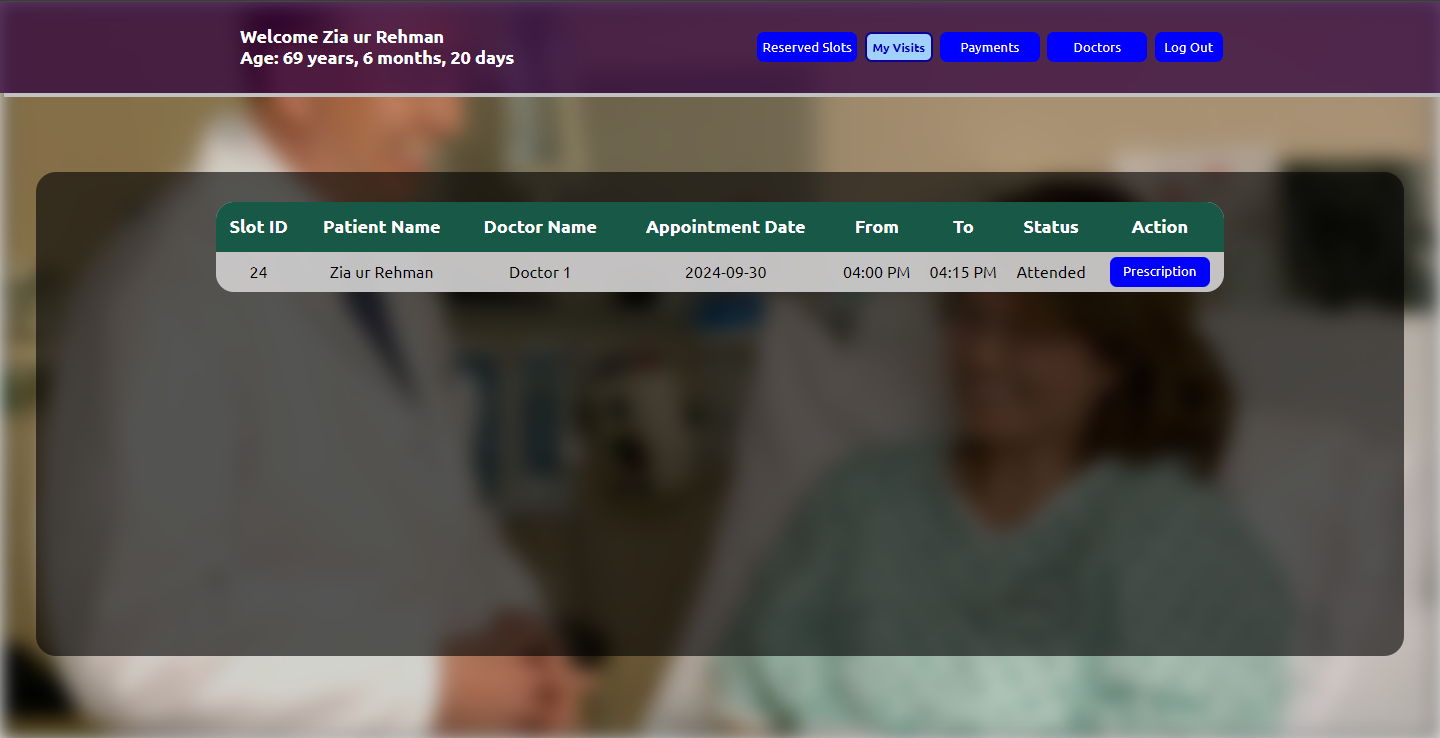 Welcome Zia ur Rehman
Age: 69 years, 6 months, 20 days
Reserved Slots My Visits Payments Doctors Log Out
Slot ID Patient Name Doctor Name Appointment Date From To Status Action
24 Zia ur Rehman Doctor 1 2024-09-30 04:00 PM 04:15 PM Attended Prescription